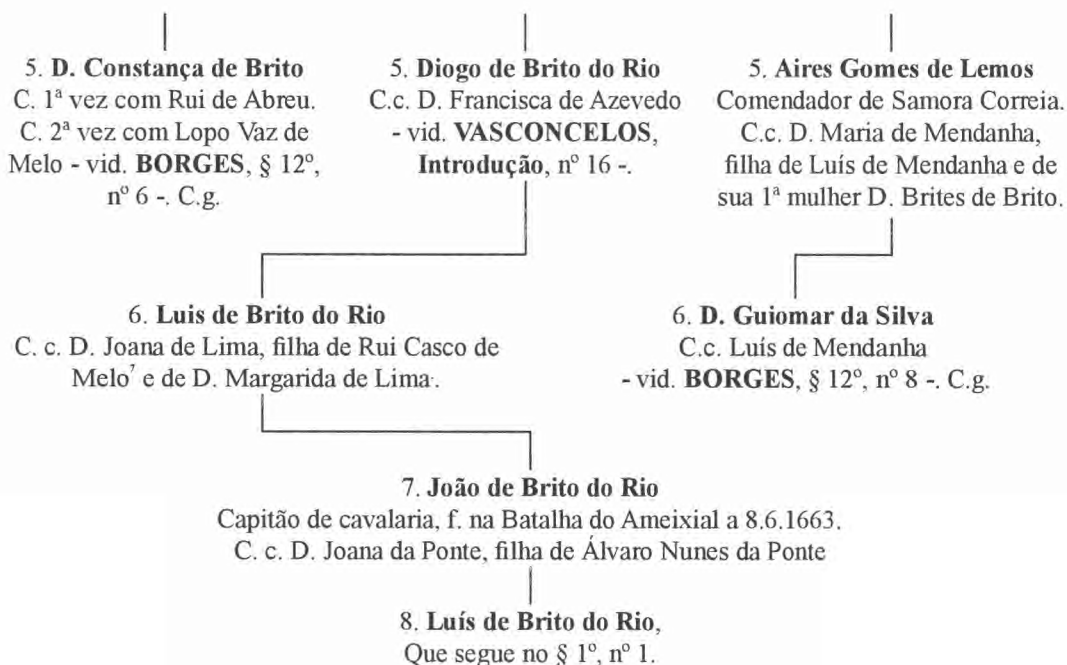 5. D. Constança de Brito
C. 1ª vez com Rui de Abreu.
C. 2ª vez com Lopo Vaz de
Melo - vid. BORGES, § 12º,
nº 6 -. C.g.
5. Diogo de Brito do Rio
C.c. D. Francisca de Azevedo
- vid. VASCONCELOS,
Introdução, nº 16 -.
5. Aires Gomes de Lemos
Comendador de Samora Correia.
C.c. D. Maria de Mendanha,
filha de Luís de Mendanha e de
sua 1ª mulher D. Brites de Brito.
6. Luis de Brito do Rio
C. c. D. Joana de Lima, filha de Rui Casco de
Melo⁷ e de D. Margarida de Lima.
6. D. Guiomar da Silva
C.c. Luís de Mendanha
- vid. BORGES, § 12º, nº 8 -. C.g.
7. João de Brito do Rio
Capitão de cavalaria, f. na Batalha do Ameixial a 8.6.1663.
C. c. D. Joana da Ponte, filha de Álvaro Nunes da Ponte
8. Luís de Brito do Rio,
Que segue no § 1º, nº 1.